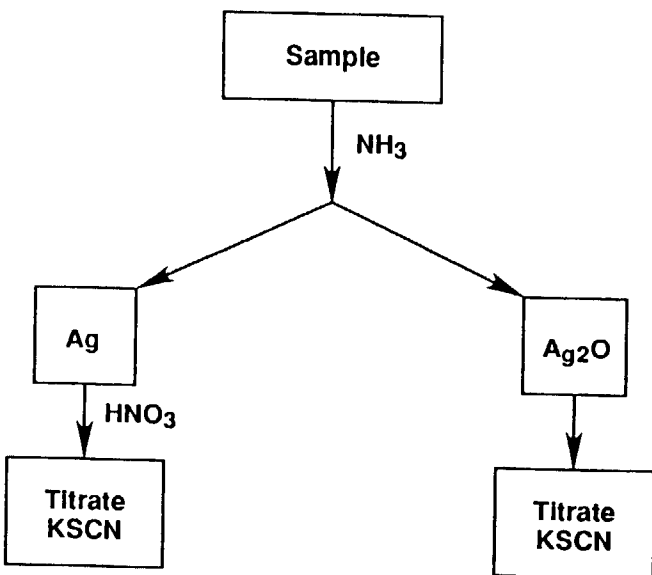 Sample
NH3
Ag
Ag2O
HNO3
Titrate
KSCN
Titrate
KSCN